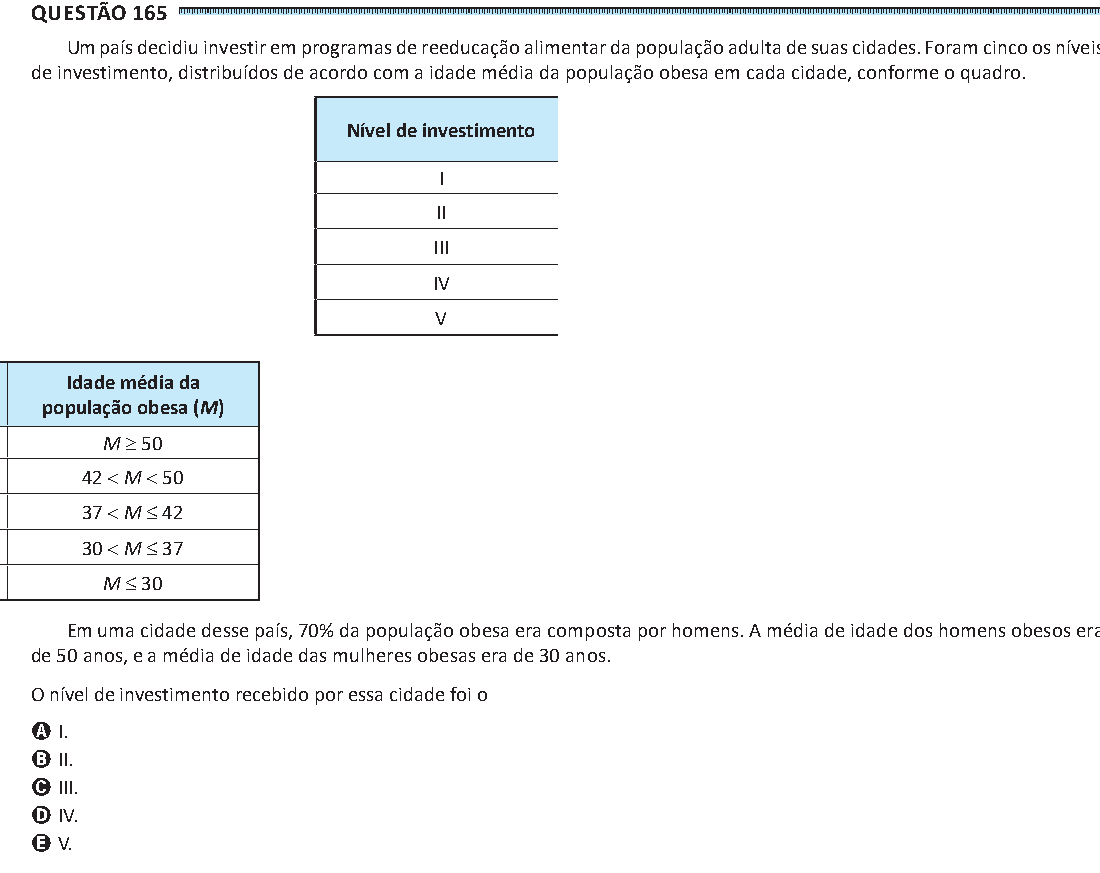 QUESTÃO 165
Um país decidiu investir em programas de reeducação alimentar da população adulta de suas cidades. Foram cinco os níveis
de investimento, distribuídos de acordo com a idade média da população obesa em cada cidade, conforme o quadro.
Nível de investimento
I
II
III
IV
V
Idade média da
população obesa (M)
M ≥ 50
42 < M < 50
37 < M ≤ 42
30 < M ≤ 37
M ≤ 30
Em uma cidade desse país, 70% da população obesa era composta por homens. A média de idade dos homens obesos era
de 50 anos, e a média de idade das mulheres obesas era de 30 anos.
O nível de investimento recebido por essa cidade foi o
A I.
B II.
C III.
D IV.
E V.